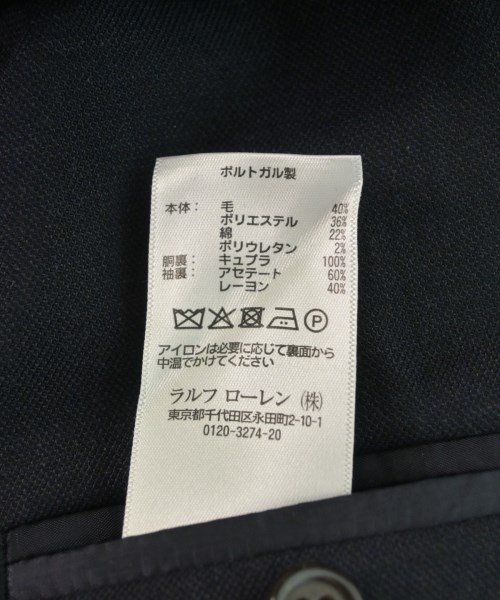 ポルトガル製
本体: 毛 40%
ポリエステル 36%
綿 22%
ポリウレタン 2%
胴裏: キュプラ 100%
袖裏: アセテート 60%
レーヨン 40%
P
アイロンは必要に応じて裏面から
中温でかけてください
ラルフ ローレン (株)
東京都千代田区永田町2-10-1
0120-3274-20